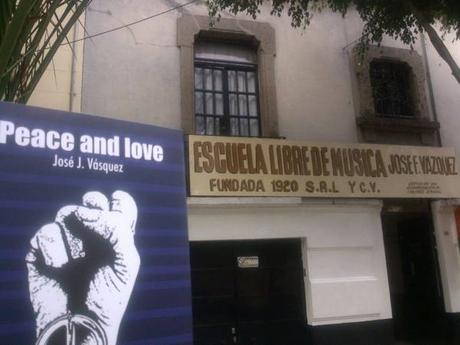 Peace and love
José J. Vásquez
ESCUELA LIBRE DE MUSICA JOSE F. VAZQUEZ
FUNDADA 1920 S.R.L Y C.V.